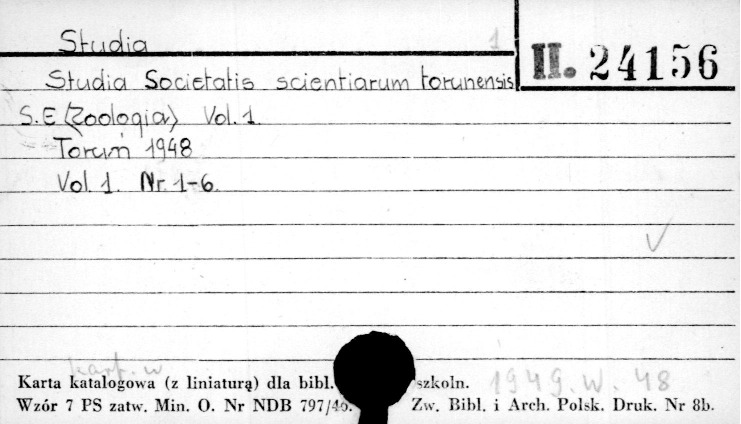 Studia 1
II. 24156
Studia Societatis scientiarum torunensis
S.E (Zoologia) Vol. 1
Toruń 1948
Vol. 1. Nr. 1-6.
kart. w
1949. W. 48
Karta katalogowa (z liniaturą) dla bibl. szkoln.
Wzór 7 PS zatw. Min. O. Nr NDB 797/46. Zw. Bibl. i Arch. Polsk. Druk. Nr 8b.